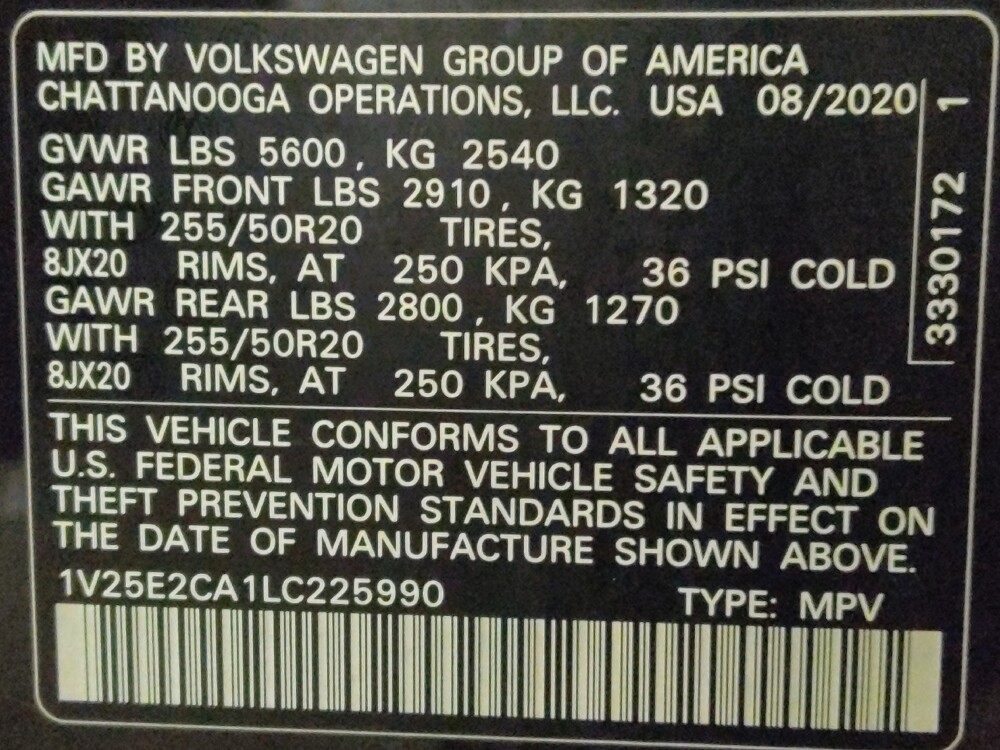 MFD BY VOLKSWAGEN GROUP OF AMERICA
CHATTANOOGA OPERATIONS, LLC. USA 08/2020
GVWR LBS 5600, KG 2540
GAWR FRONT LBS 2910, KG 1320
WITH 255/50R20 TIRES,
8JX20 RIMS, AT 250 KPA, 36 PSI COLD
GAWR REAR LBS 2800, KG 1270
WITH 255/50R20 TIRES,
8JX20 RIMS, AT 250 KPA, 36 PSI COLD
3330172 1
THIS VEHICLE CONFORMS TO ALL APPLICABLE
U.S. FEDERAL MOTOR VEHICLE SAFETY AND
THEFT PREVENTION STANDARDS IN EFFECT ON
THE DATE OF MANUFACTURE SHOWN ABOVE.
1V25E2CA1LC225990 TYPE: MPV